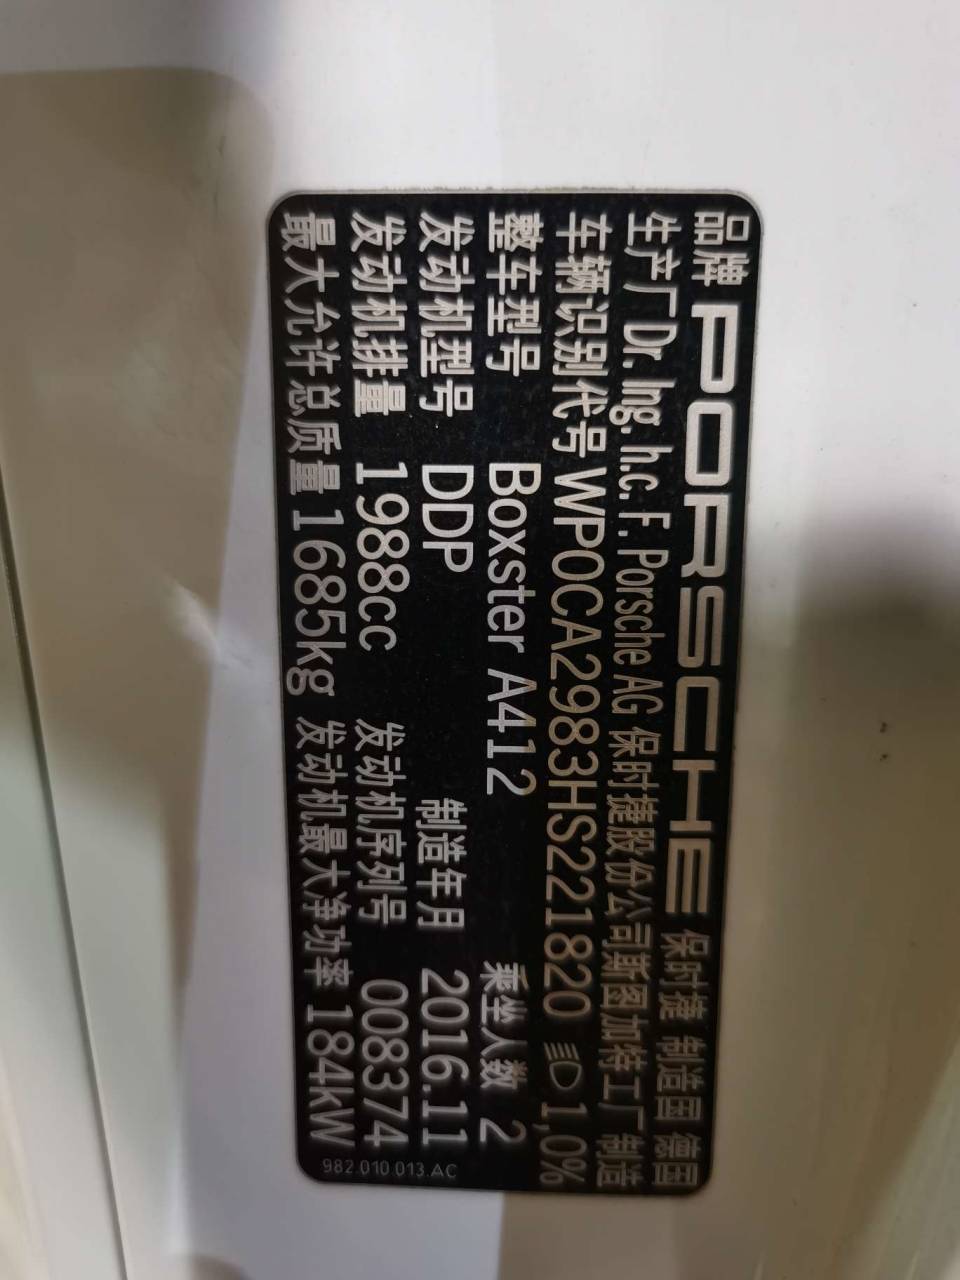 品牌 PORSCHE 保时捷 制造国 德国
生产厂Dr. Ing. h.c. F. Porsche AG 保时捷股份公司斯图加特工厂制造
车辆识别代号 WP0CA2983HS221820 1,0%
整车型号 Boxster A412 乘坐人数 2
发动机型号 DDP 制造年月 2016.11
发动机排量 1988cc 发动机序列号 008374
最大允许总质量 1685kg 发动机最大净功率 184kW
982.010.013.AC